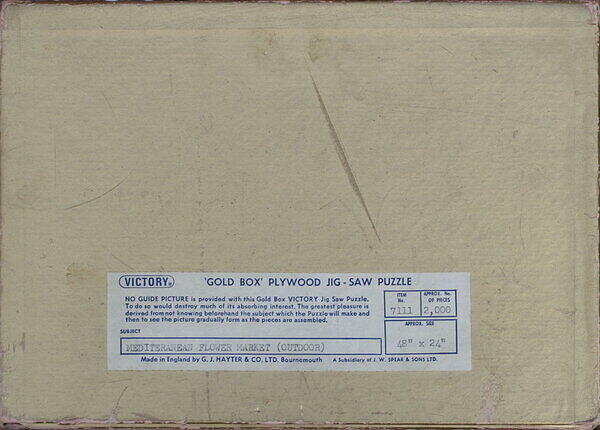 VICTORY® 'GOLD BOX' PLYWOOD JIG-SAW PUZZLE
NO GUIDE PICTURE is provided with this Gold Box VICTORY Jig Saw Puzzle.
To do so would destroy much of its absorbing interest. The greatest pleasure is
derived from not knowing beforehand the subject which the Puzzle will make and
then to see the picture gradually form as the pieces are assembled.
ITEM No.
7111
APPROX. No. OF PIECES
2,000
APPROX. SIZE
48" x 24"
SUBJECT
MEDITERANEAN FLOWER MARKET (OUTDOOR)
Made in England by G. J. HAYTER & CO. LTD. Bournemouth A Subsidiary of J. W. SPEAR & SONS LTD.